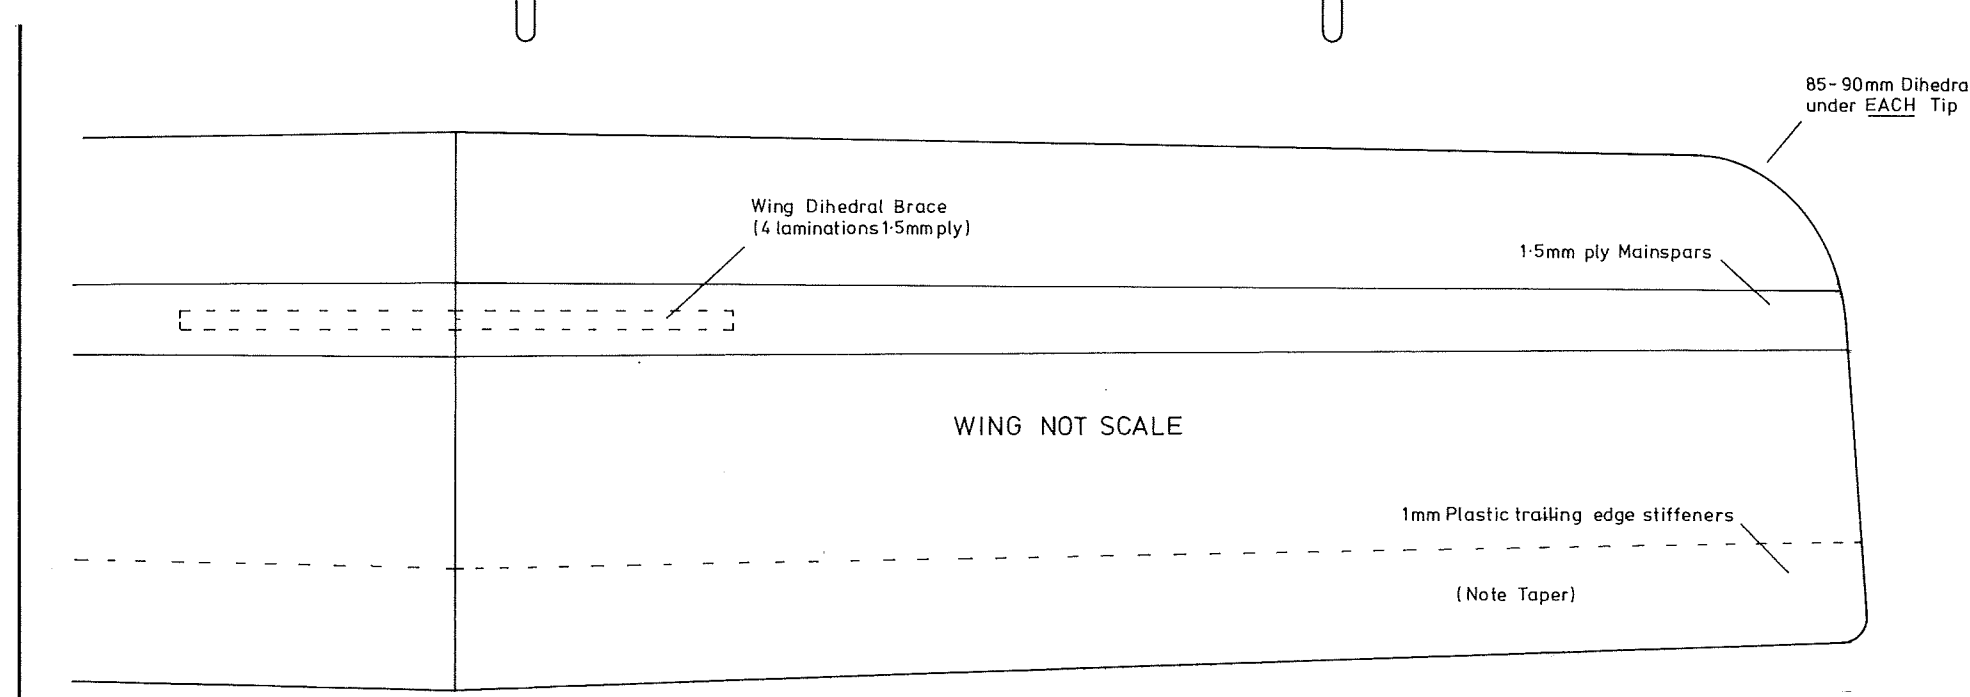 85-90mm Dihedra
under EACH Tip
Wing Dihedral Brace
(4 laminations 1·5mm ply)
1·5mm ply Mainspars
WING NOT SCALE
1mm Plastic trailing edge stiffeners
(Note Taper)